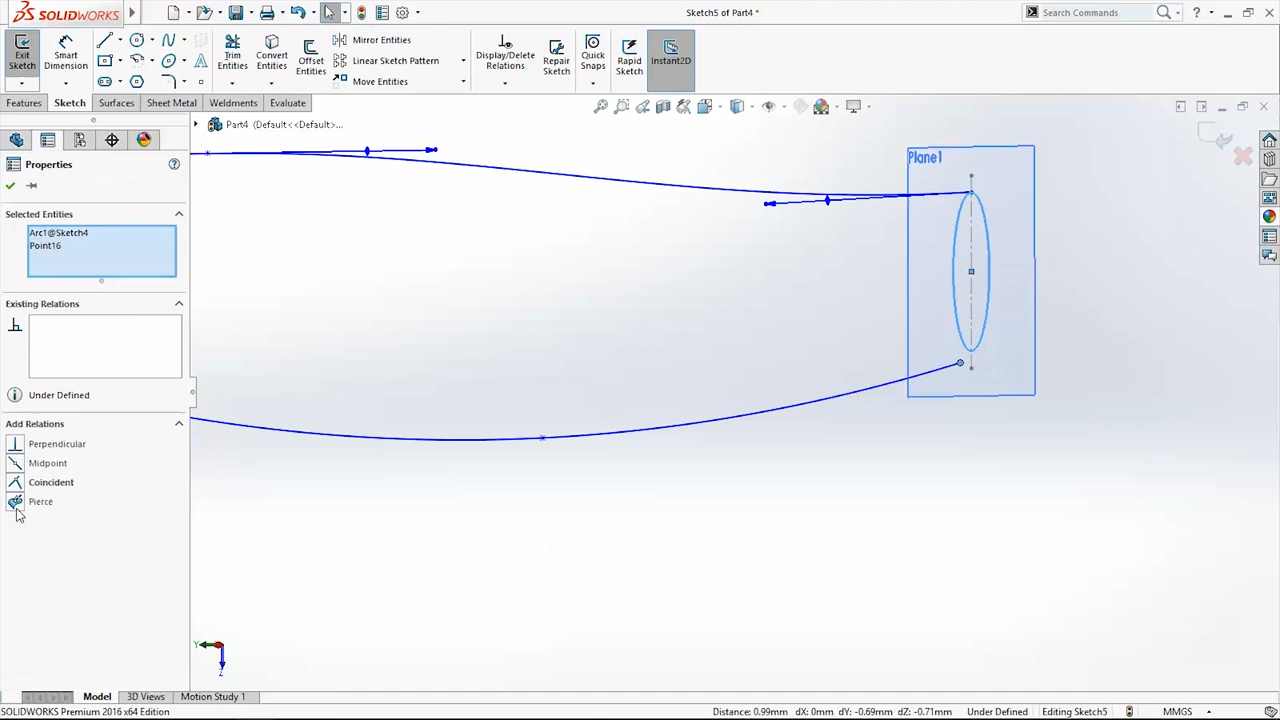 SOLIDWORKS
Sketch5 of Part4 *
Search Commands
?
Exit Sketch
Smart Dimension
Trim Entities
Convert Entities
Offset Entities
Mirror Entities
Linear Sketch Pattern
Move Entities
Display/Delete Relations
Repair Sketch
Quick Snaps
Rapid Sketch
Instant2D
Features
Sketch
Surfaces
Sheet Metal
Weldments
Evaluate
Part4 (Default<<Default>...
Properties
?
Selected Entities
Arc1@Sketch4
Point16
Existing Relations
Under Defined
Add Relations
Perpendicular
Midpoint
Coincident
Pierce
Plane1
Y
Z
Model
3D Views
Motion Study 1
SOLIDWORKS Premium 2016 x64 Edition
Distance: 0.99mm dX: 0mm dY: -0.69mm dZ: -0.71mm
Under Defined
Editing Sketch5
MMGS